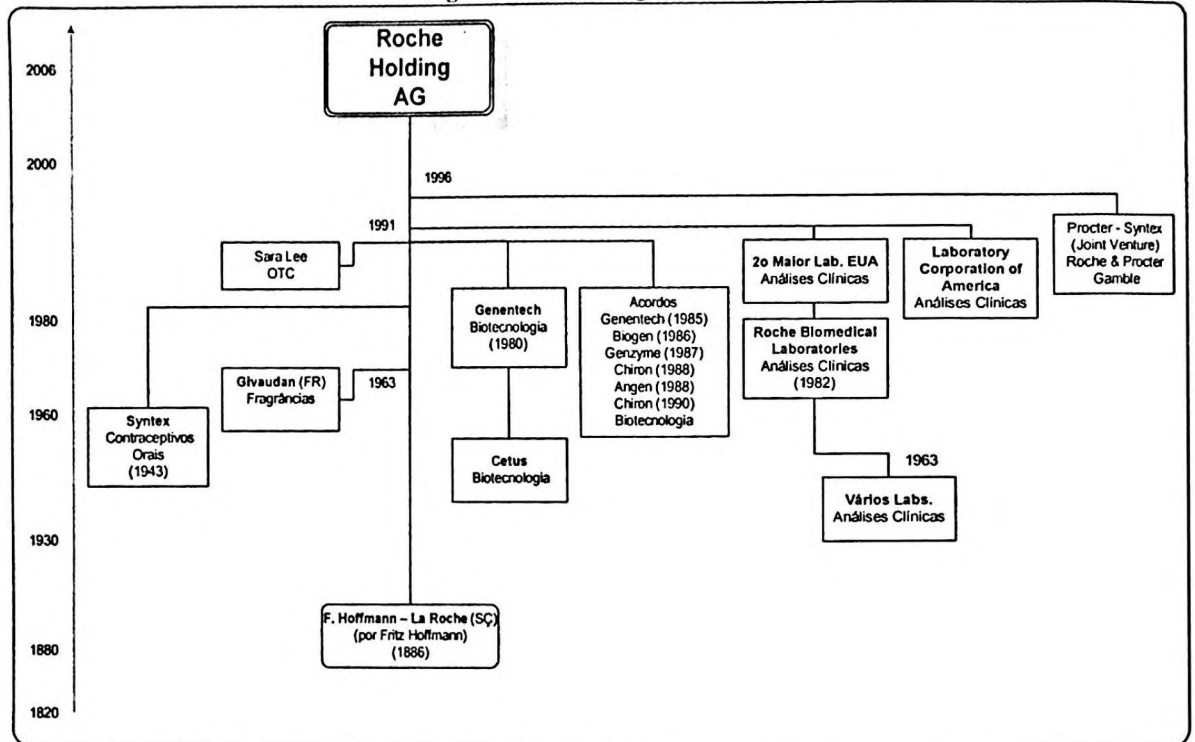 Roche
Holding
AG
2006
2000
1996
1991
Sara Lee
OTC
Procter - Syntex
(Joint Venture)
Roche & Procter
Gamble
2o Maior Lab. EUA
Análises Clínicas
Laboratory
Corporation of
America
Análises Clínicas
1980
Genentech
Biotecnologia
(1980)
Acordos
Genentech (1985)
Biogen (1986)
Genzyme (1987)
Chiron (1988)
Angen (1988)
Chiron (1990)
Biotecnologia
Roche Biomedical
Laboratories
Análises Clínicas
(1982)
Givaudan (FR)
Fragrâncias
1963
1960
Syntex
Contraceptivos
Orais
(1943)
Cetus
Biotecnologia
1963
Vários Labs.
Análises Clínicas
1930
F. Hoffmann – La Roche (SÇ)
(por Fritz Hoffmann)
(1886)
1880
1820